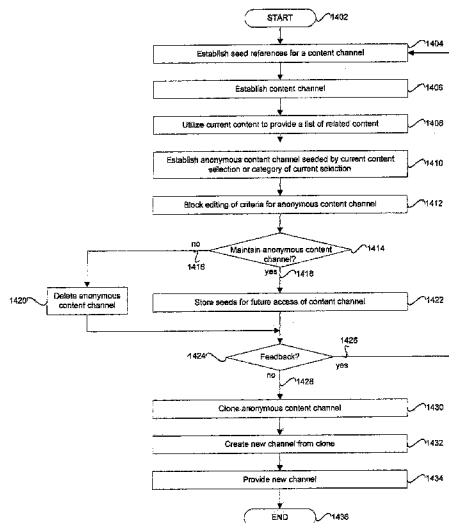 START
1402
Establish seed references for a content channel
1404
Establish content channel
1406
Utilize current content to provide a list of related content
1408
Establish anonymous content channel seeded by current content
selection or category of current selection
1410
Block editing of criteria for anonymous content channel
1412
no
Maintain anonymous content
channel?
1414
1416
yes
1418
1420
Delete anonymous
content channel
Store seeds for future access of content channel
1422
1424
Feedback?
1426
yes
no
1428
Clone anonymous content channel
1430
Create new channel from clone
1432
Provide new channel
1434
END
1436